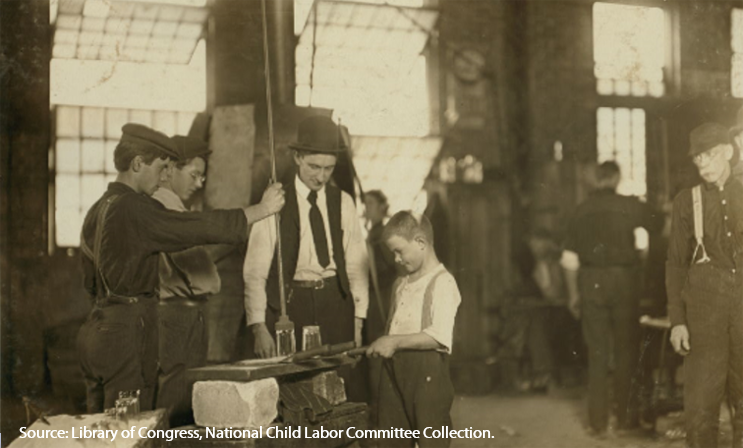 Source: Library of Congress, National Child Labor Committee Collection.